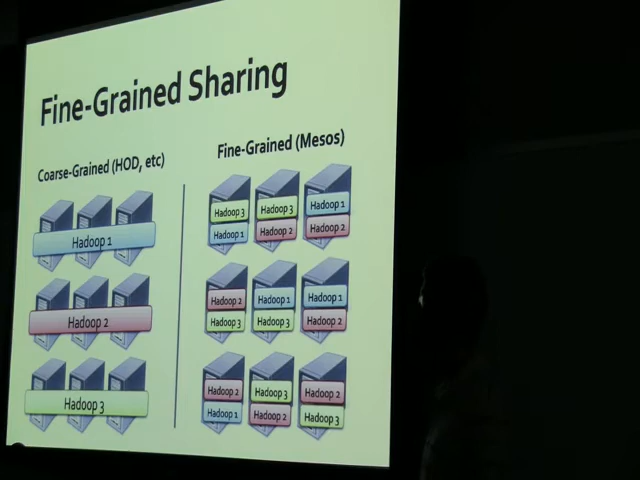 Fine-Grained Sharing
Coarse-Grained (HOD, etc)
Hadoop 1
Hadoop 2
Hadoop 3
Fine-Grained (Mesos)
Hadoop 3 Hadoop 3 Hadoop 1
Hadoop 1 Hadoop 2 Hadoop 2
Hadoop 2 Hadoop 1 Hadoop 1
Hadoop 3 Hadoop 3 Hadoop 2
Hadoop 2 Hadoop 3 Hadoop 2
Hadoop 1 Hadoop 2 Hadoop 3